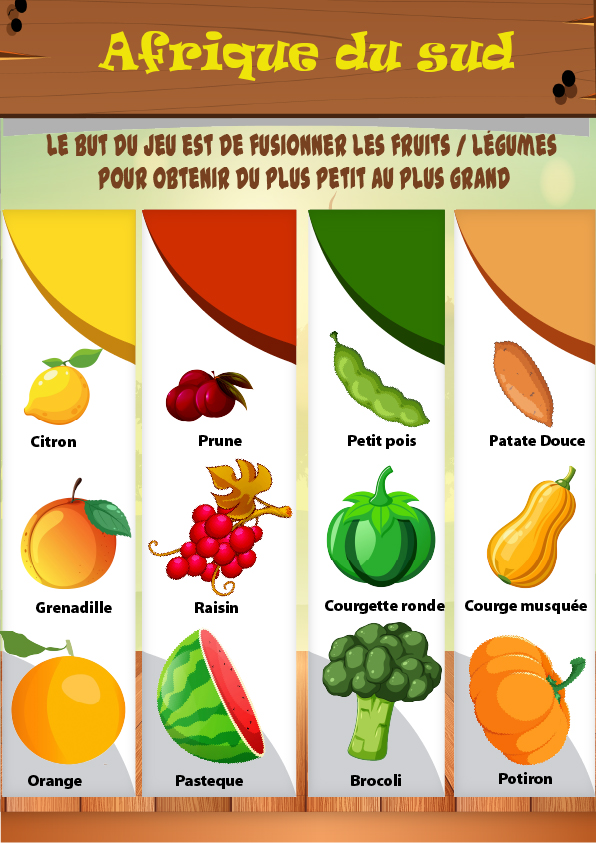 Afrique du sud
LE BUT DU JEU EST DE FUSIONNER LES FRUITS / LÉGUMES
POUR OBTENIR DU PLUS PETIT AU PLUS GRAND
Citron
Prune
Petit pois
Patate Douce
Grenadille
Raisin
Courgette ronde
Courge musquée
Orange
Pasteque
Brocoli
Potiron